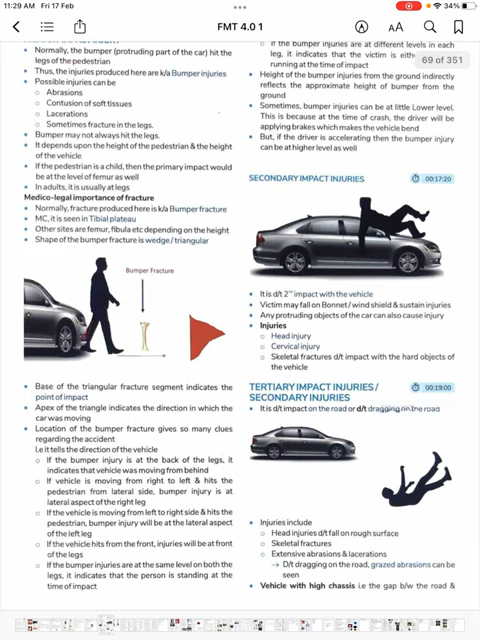 11:29 AM Fri 17 Feb
34%
FMT 4.0 1
AA
69 of 351
Normally, the bumper (protruding part of the car) hit the
legs of the pedestrian
Thus, the injuries produced here are k/a Bumper injuries
Possible injuries can be
Abrasions
Contusion of soft tissues
Lacerations
Sometimes fracture in the legs.
Bumper may not always hit the legs.
It depends upon the height of the pedestrian & the height
of the vehicle
If the pedestrian is a child, then the primary impact would
be at the level of femur as well
In adults, it is usually at legs
Medico-legal importance of fracture
Normally, fracture produced here is k/a Bumper fracture
MC, it is seen in Tibial plateau
Other sites are femur, fibula etc depending on the height
Shape of the bumper fracture is wedge / triangular
Bumper Fracture
Base of the triangular fracture segment indicates the
point of impact
Apex of the triangle indicates the direction in which the
car was moving
Location of the bumper fracture gives so many clues
regarding the accident
I.e it tells the direction of the vehicle
If the bumper injury is at the back of the legs, it
indicates that vehicle was moving from behind
If vehicle is moving from right to left & hits the
pedestrian from lateral side, bumper injury is at
lateral aspect of the right leg
If the vehicle is moving from left to right side & hits the
pedestrian, bumper injury will be at the lateral aspect
of the left leg
If the vehicle hits from the front, injuries will be at front
of the legs
If the bumper injuries are at the same level on both the
legs, it indicates that the person is standing at the
time of impact
If the bumper injuries are at different levels in each
leg, it indicates that the victim is
running at the time of impact
Height of the bumper injuries from the ground indirectly
reflects the approximate height of bumper from the
ground
Sometimes, bumper injuries can be at little Lower level.
This is because at the time of crash, the driver will be
applying brakes which makes the vehicle bend
But, if the driver is accelerating then the bumper injury
can be at higher level as well
SECONDARY IMPACT INJURIES
00:17:20
It is d/t 2nd impact with the vehicle
Victim may fall on Bonnet / wind shield & sustain injuries
Any protruding objects of the car can also cause injury
Injuries
Head injury
Cervical injury
Skeletal fractures d/t impact with the hard objects of
the vehicle
TERTIARY IMPACT INJURIES /
SECONDARY INJURIES
00:19:00
It is d/t impact on the road or d/t dragging on the road
Injuries include
Head injuries d/t fall on rough surface
Skeletal fractures
Extensive abrasions & lacerations
→ D/t dragging on the road, grazed abrasions can be
seen
Vehicle with high chassis i.e the gap b/w the road &